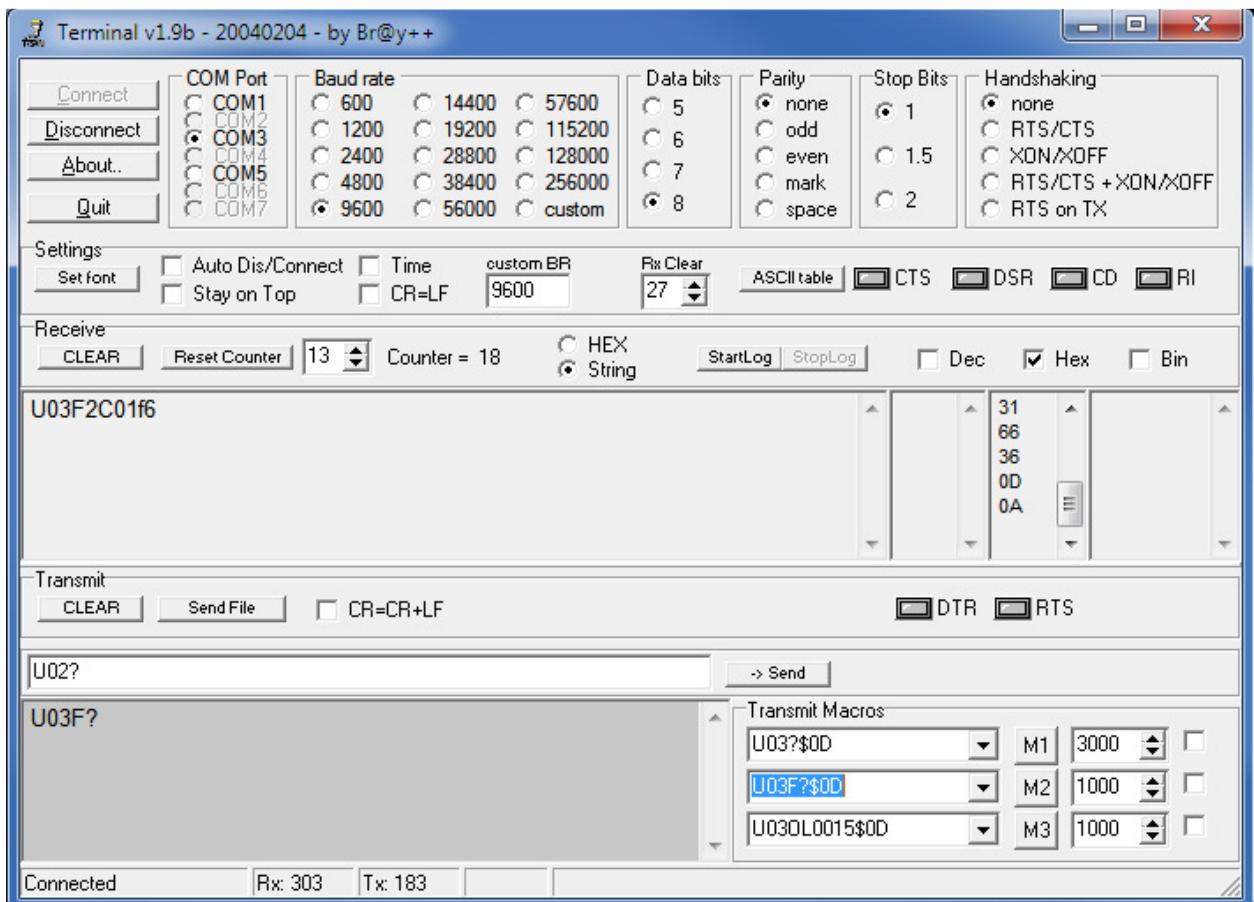 Terminal v1.9b - 20040204 - by Br@y++
Connect
Disconnect
About..
Quit
COM Port
COM1
COM2
COM3
COM4
COM5
COM6
COM7
Baud rate
600 14400 57600
1200 19200 115200
2400 28800 128000
4800 38400 256000
9600 56000 custom
Data bits
5
6
7
8
Parity
none
odd
even
mark
space
Stop Bits
1
1.5
2
Handshaking
none
RTS/CTS
XON/XOFF
RTS/CTS + XON/XOFF
RTS on TX
Settings
Set font
Auto Dis/Connect Time
Stay on Top CR=LF
custom BR
9600
Rx Clear
27
ASCII table CTS DSR CD RI
Receive
CLEAR Reset Counter 13 Counter = 18
HEX
String
StartLog StopLog Dec Hex Bin
U03F2C01f6
31
66
36
0D
0A
Transmit
CLEAR Send File CR=CR+LF DTR RTS
U02? -> Send
U03F?
Transmit Macros
U03?$0D M1 3000
U03F?$0D M2 1000
U03OL0015$0D M3 1000
Connected Rx: 303 Tx: 183